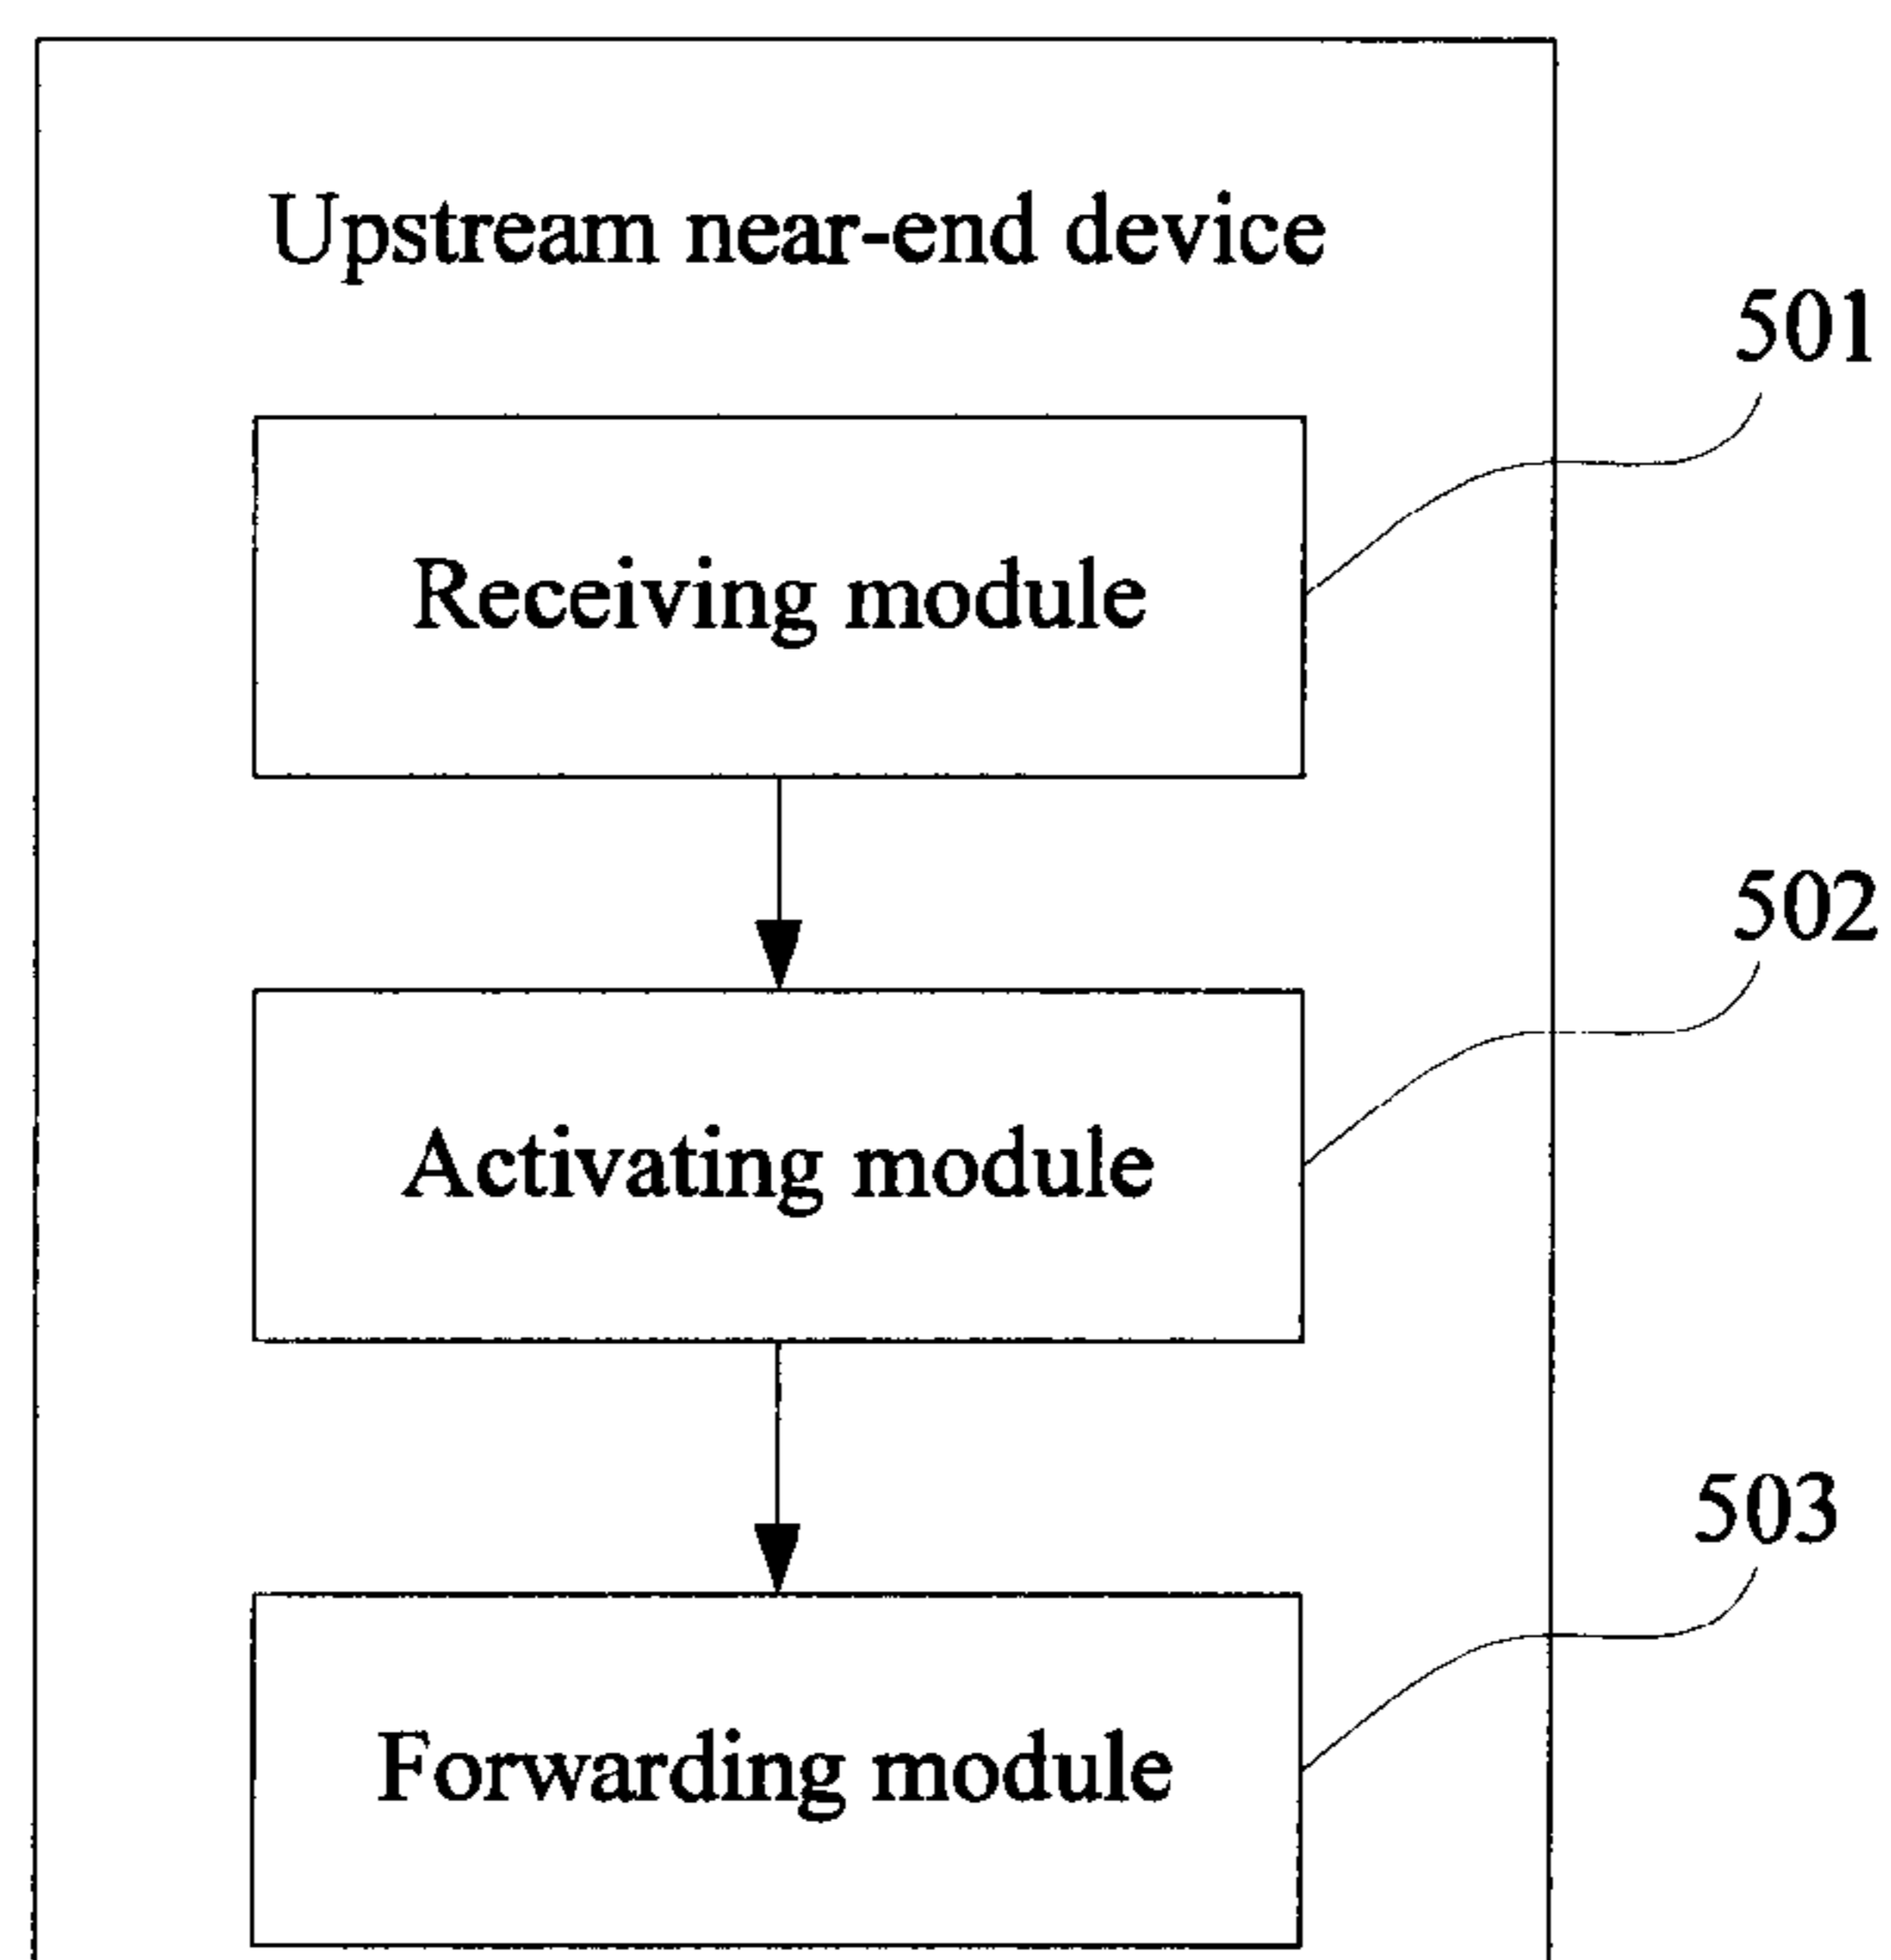 Upstream near-end device
501
Receiving module
502
Activating module
503
Forwarding module